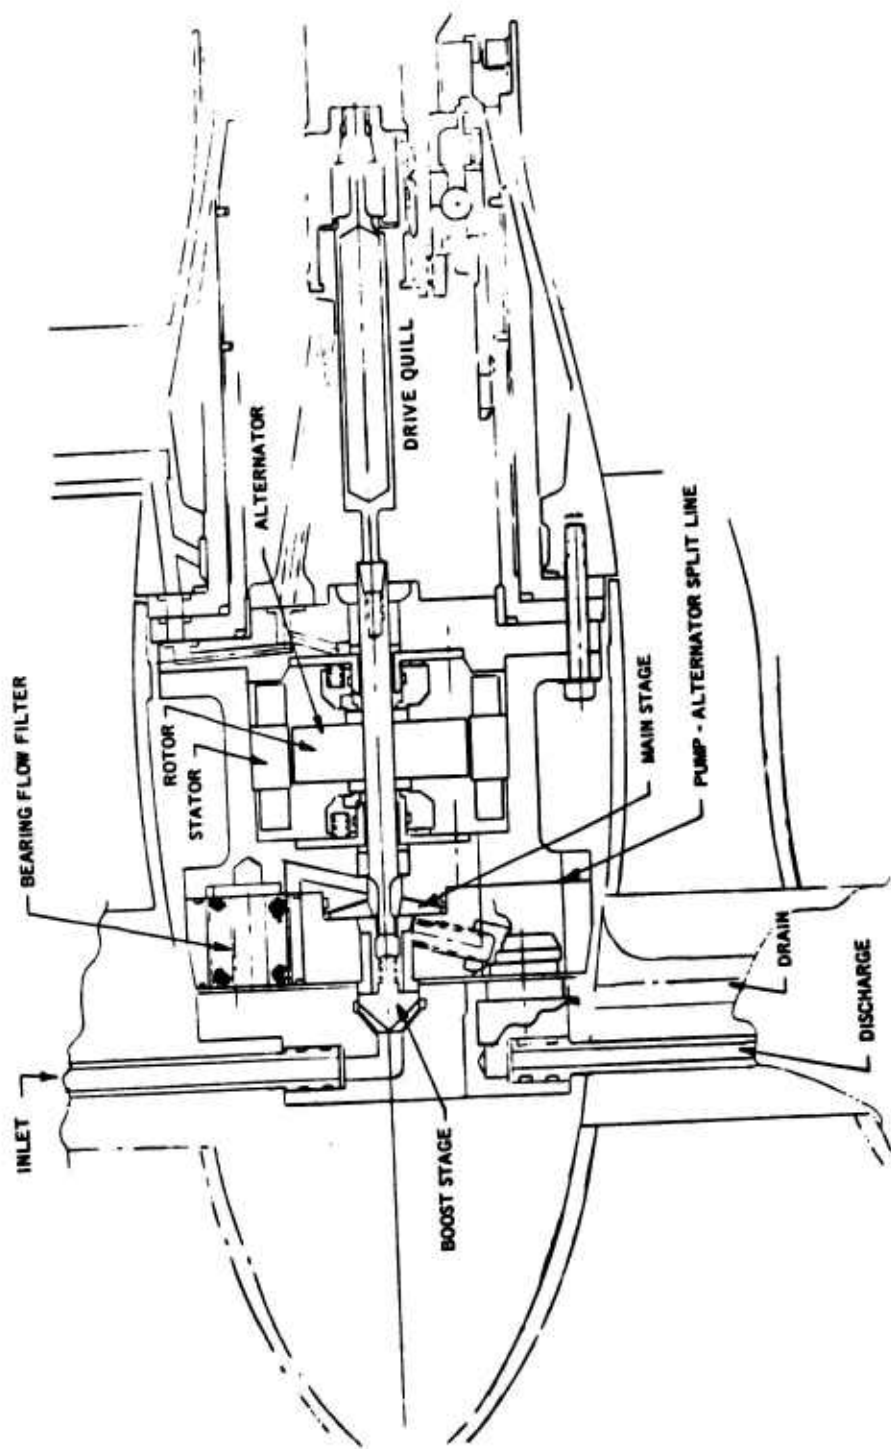 INLET
BEARING FLOW FILTER
STATOR
ROTOR
ALTERNATOR
DRIVE QUILL
BOOST STAGE
MAIN STAGE
PUMP - ALTERNATOR SPLIT LINE
DRAIN
DISCHARGE